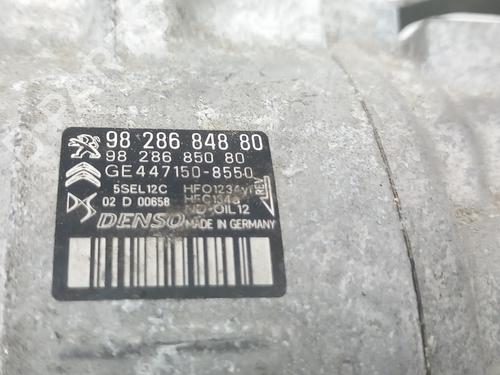 98 286 848 80
98 286 850 80
GE447150-8550
5SEL12C HFO1234yf
02 D 00658 HFC134a
ND-OIL12
REV
DENSO MADE IN GERMANY